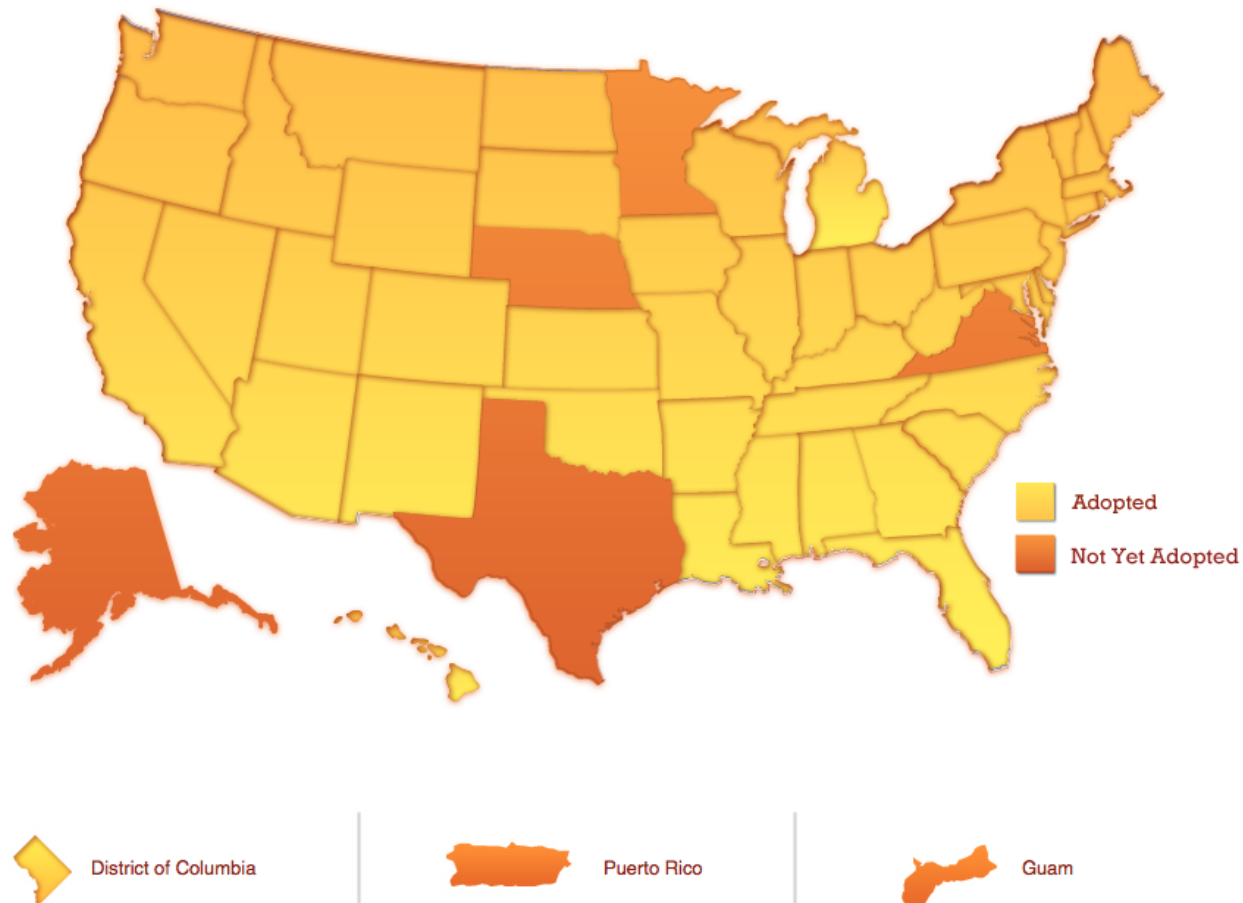 Adopted
Not Yet Adopted
District of Columbia
Puerto Rico
Guam